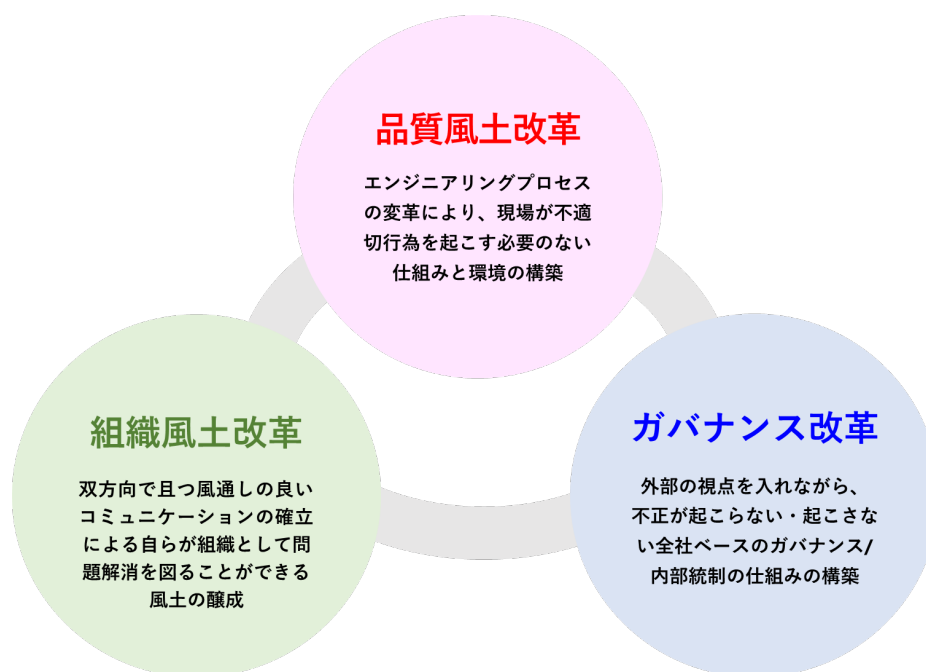 品質風土改革
エンジニアリングプロセス
の変革により、現場が不適
切行為を起こす必要のない
仕組みと環境の構築
組織風土改革
双方向で且つ風通しの良い
コミュニケーションの確立
による自らが組織として問
題解消を図ることができる
風土の醸成
ガバナンス改革
外部の視点を入れながら、
不正が起こらない・起こさな
い全社ベースのガバナンス/
内部統制の仕組みの構築